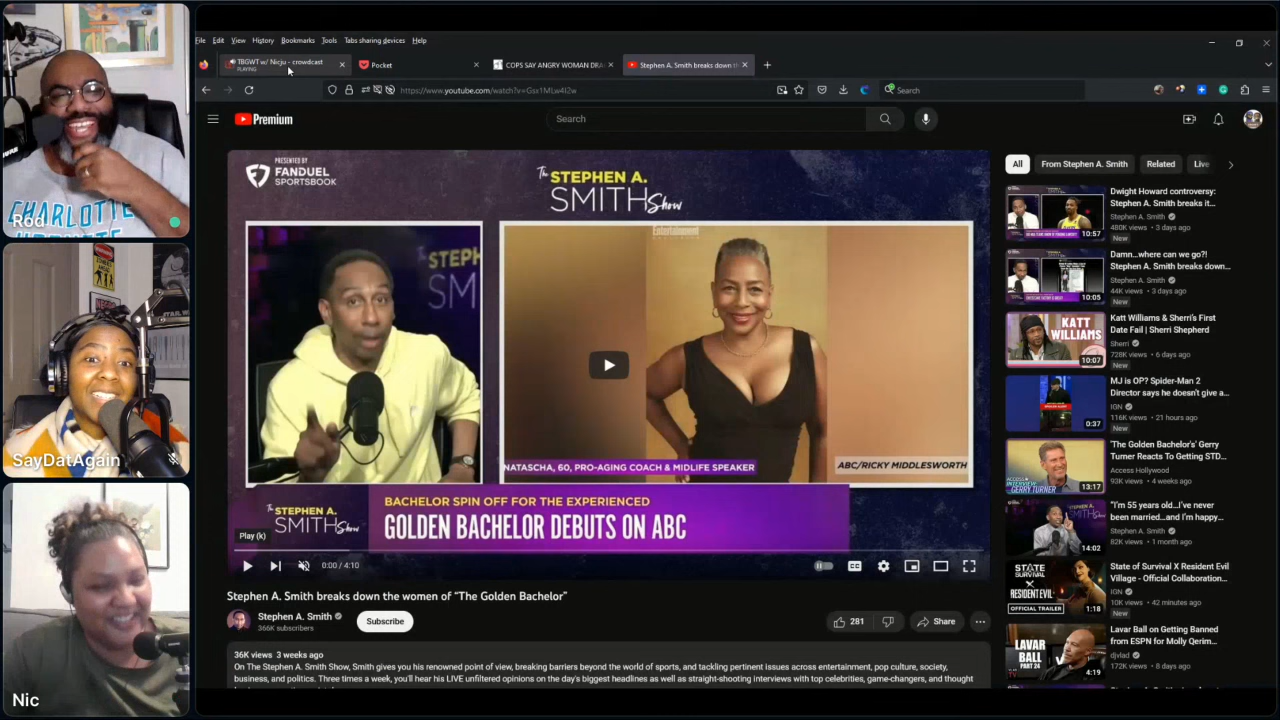 File Edit View History Bookmarks Tools Tabs sharing devices Help
TBGWT w/ Nicju - crowdcast
PLAYING
Pocket
COPS SAY ANGRY WOMAN DRA
Stephen A. Smith breaks down th
https://www.youtube.com/watch?v=Gsx1MLw4I2w
Search
Premium
Search
PRESENTED BY
FANDUEL
SPORTSBOOK
The STEPHEN A.
SMITH Show
Entertainment
NATASCHA, 60, PRO-AGING COACH & MIDLIFE SPEAKER
ABC/RICKY MIDDLESWORTH
The STEPHEN A.
SMITH Show
BACHELOR SPIN OFF FOR THE EXPERIENCED
GOLDEN BACHELOR DEBUTS ON ABC
Play (k)
0:00 / 4:10
Stephen A. Smith breaks down the women of "The Golden Bachelor"
Stephen A. Smith
366K subscribers
Subscribe
281
Share
36K views 3 weeks ago
On The Stephen A. Smith Show, Smith gives you his renowned point of view, breaking barriers beyond the world of sports, and tackling pertinent issues across entertainment, pop culture, society,
business, and politics. Three times a week, you'll hear his LIVE unfiltered opinions on the day's biggest headlines as well as straight-shooting interviews with top celebrities, game-changers, and thought
All
From Stephen A. Smith
Related
Live
Dwight Howard controversy:
Stephen A. Smith breaks it...
Stephen A. Smith
480K views • 3 days ago
New
10:57
Damn...where can we go?!
Stephen A. Smith breaks down...
Stephen A. Smith
44K views • 3 days ago
New
10:05
Katt Williams & Sherri's First
Date Fail | Sherri Shepherd
Sherri
728K views • 6 days ago
New
KATT
WILLIAMS
10:07
MJ is OP? Spider-Man 2
Director says he doesn't give a...
IGN
116K views • 21 hours ago
New
0:37
'The Golden Bachelor's' Gerry
Turner Reacts To Getting STD...
Access Hollywood
93K views • 4 weeks ago
GERRY TURNER
13:17
"I'm 55 years old...I've never
been married...and I'm happy...
Stephen A. Smith
82K views • 1 month ago
14:02
State of Survival X Resident Evil
Village - Official Collaboration...
IGN
10K views • 42 minutes ago
New
STATE
SURVIVAL
RESIDENT EVIL
OFFICIAL TRAILER
1:18
Lavar Ball on Getting Banned
from ESPN for Molly Qerim...
djvlad
172K views • 8 days ago
LAVAR
BALL
PART 24
4:19
CHARLOTTE
Rod
SayDatAgain
Nic